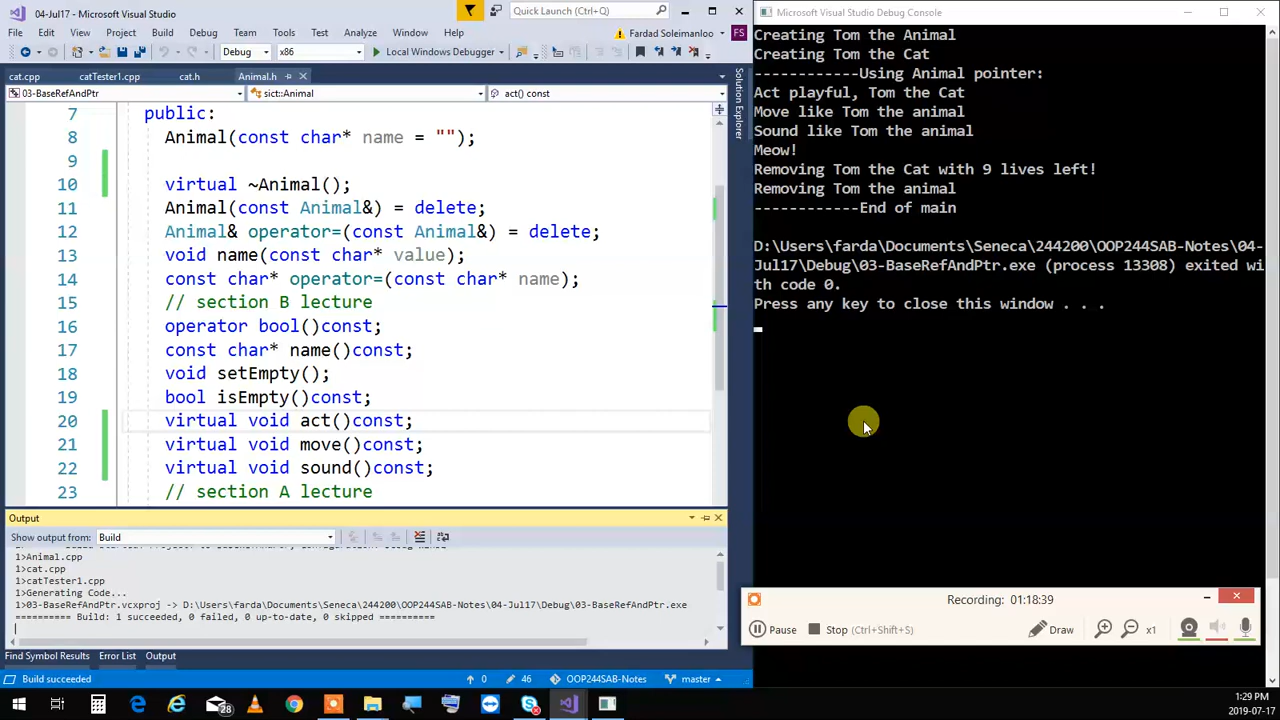 04-Jul17 - Microsoft Visual Studio
Quick Launch (Ctrl+Q)
File Edit View Project Build Debug Team Tools Test Analyze Window Help
Fardad Soleimanloo FS
Debug x86 Local Windows Debugger
cat.cpp catTester1.cpp cat.h Animal.h
03-BaseRefAndPtr sict::Animal act() const
7 public:
8 Animal(const char* name = "");
9
10 virtual ~Animal();
11 Animal(const Animal&) = delete;
12 Animal& operator=(const Animal&) = delete;
13 void name(const char* value);
14 const char* operator=(const char* name);
15 // section B lecture
16 operator bool()const;
17 const char* name()const;
18 void setEmpty();
19 bool isEmpty()const;
20 virtual void act()const;
21 virtual void move()const;
22 virtual void sound()const;
23 // section A lecture
Solution Explorer
Output
Show output from: Build
1>Animal.cpp
1>cat.cpp
1>catTester1.cpp
1>Generating Code...
1>03-BaseRefAndPtr.vcxproj -> D:\Users\farda\Documents\Seneca\244200\OOP244SAB-Notes\04-Jul17\Debug\03-BaseRefAndPtr.exe
========== Build: 1 succeeded, 0 failed, 0 up-to-date, 0 skipped ==========
Find Symbol Results Error List Output
Build succeeded 0 46 OOP244SAB-Notes master
Microsoft Visual Studio Debug Console
Creating Tom the Animal
Creating Tom the Cat
------------Using Animal pointer:
Act playful, Tom the Cat
Move like Tom the animal
Sound like Tom the animal
Meow!
Removing Tom the Cat with 9 lives left!
Removing Tom the animal
------------End of main
D:\Users\farda\Documents\Seneca\244200\OOP244SAB-Notes\04-
Jul17\Debug\03-BaseRefAndPtr.exe (process 13308) exited wi
th code 0.
Press any key to close this window . . .
Recording: 01:18:39
Pause Stop (Ctrl+Shift+S) Draw x1
28
1:29 PM
2019-07-17